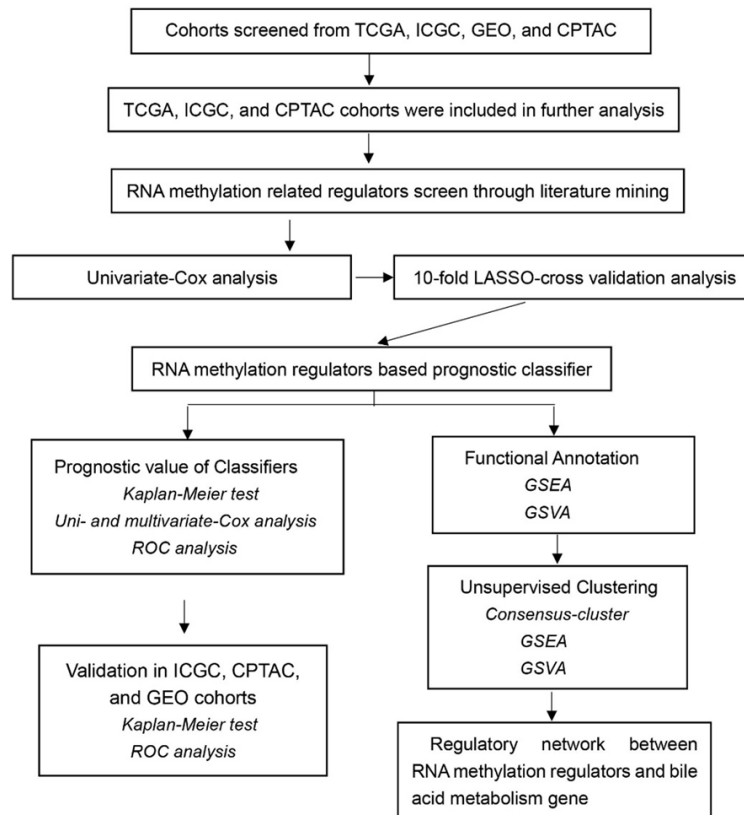 Cohorts screened from TCGA, ICGC, GEO, and CPTAC
TCGA, ICGC, and CPTAC cohorts were included in further analysis
RNA methylation related regulators screen through literature mining
Univariate-Cox analysis
10-fold LASSO-cross validation analysis
RNA methylation regulators based prognostic classifier
Prognostic value of Classifiers
Kaplan-Meier test
Uni- and multivariate-Cox analysis
ROC analysis
Validation in ICGC, CPTAC,
and GEO cohorts
Kaplan-Meier test
ROC analysis
Functional Annotation
GSEA
GSVA
Unsupervised Clustering
Consensus-cluster
GSEA
GSVA
Regulatory network between
RNA methylation regulators and bile
acid metabolism gene